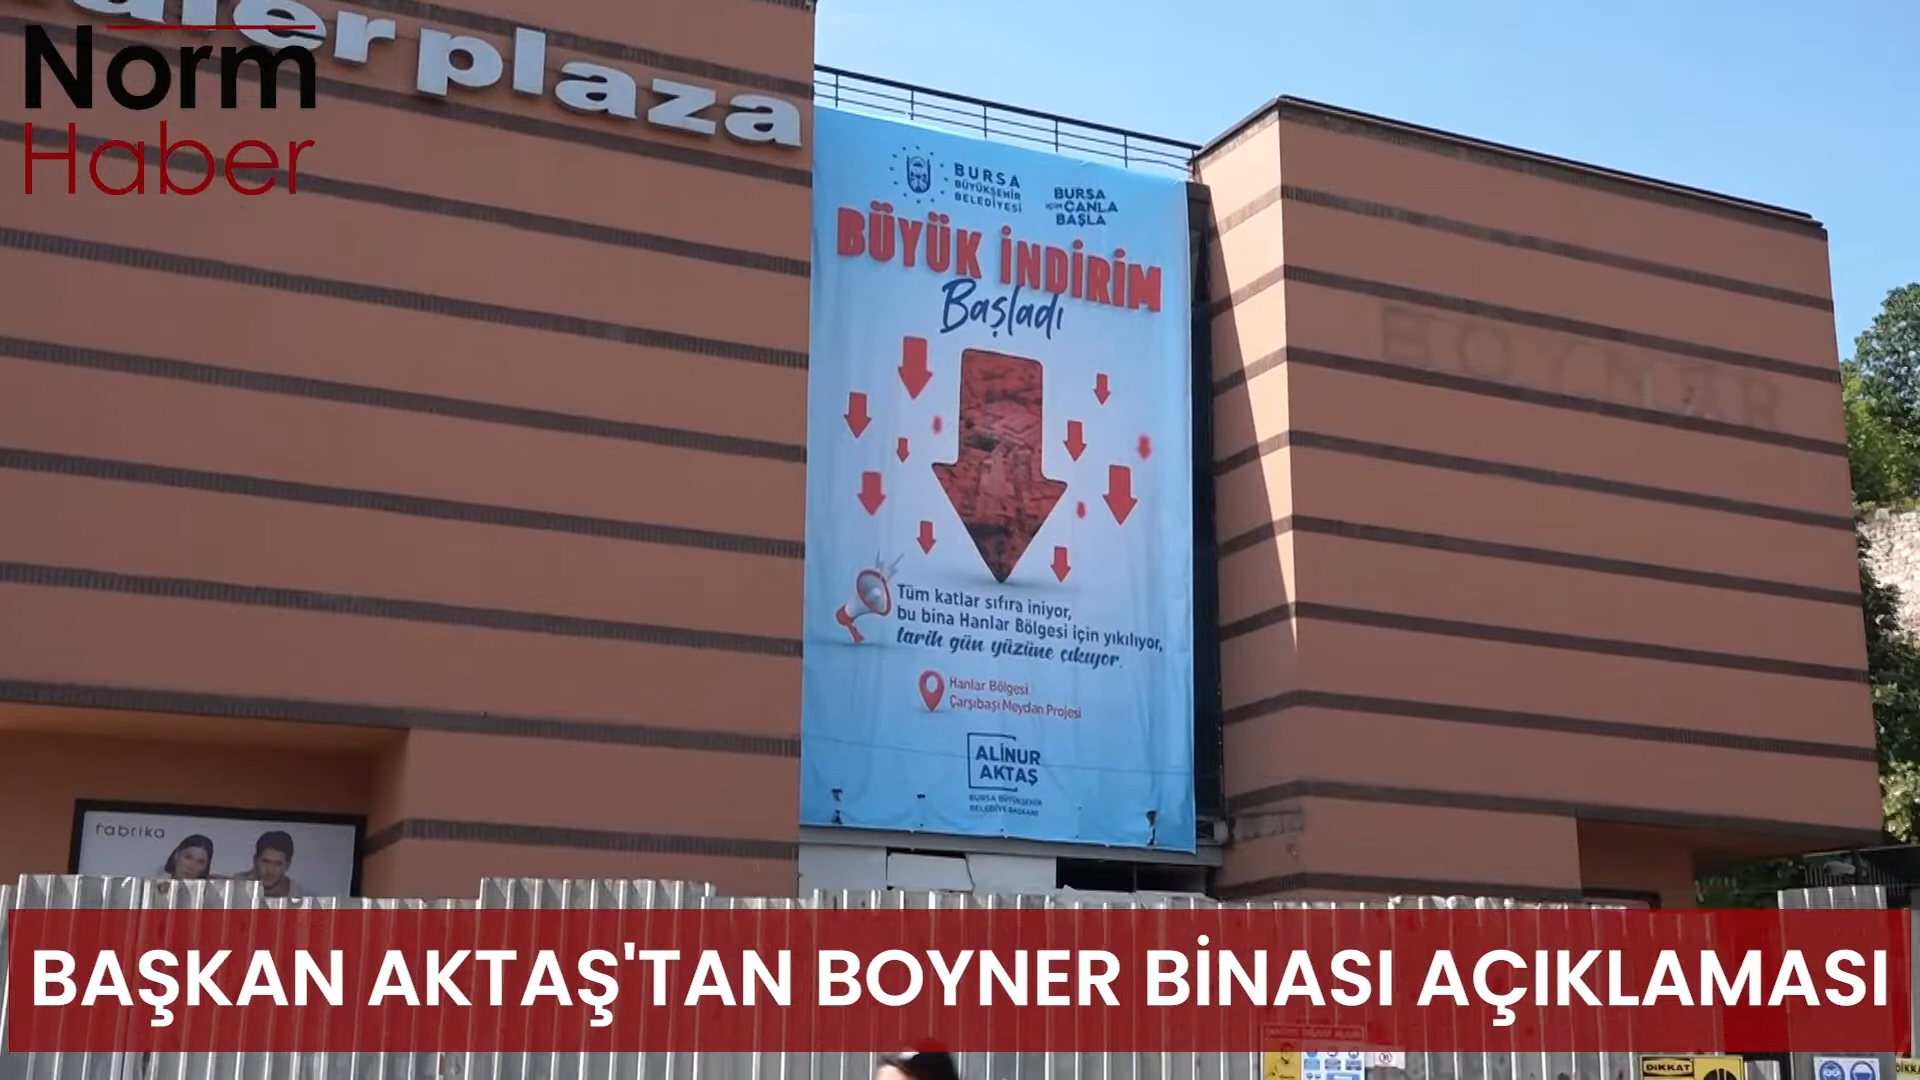 Norm
Haber
plaza
BURSA
BÜYÜKŞEHİR
BELEDİYESİ
BURSA
İÇİN CANLA
BAŞLA
BÜYÜK İNDİRİM
Başladı
BOYNER
Tüm katlar sıfıra iniyor,
bu bina Hanlar Bölgesi için yıkılıyor,
tarih gün yüzüne çıkıyor.
Hanlar Bölgesi
Çarşıbaşı Meydan Projesi
ALİNUR
AKTAŞ
BURSA BÜYÜKŞEHİR
BELEDİYE BAŞKANI
fabrika
BAŞKAN AKTAŞ'TAN BOYNER BİNASI AÇIKLAMASI
DİKKAT